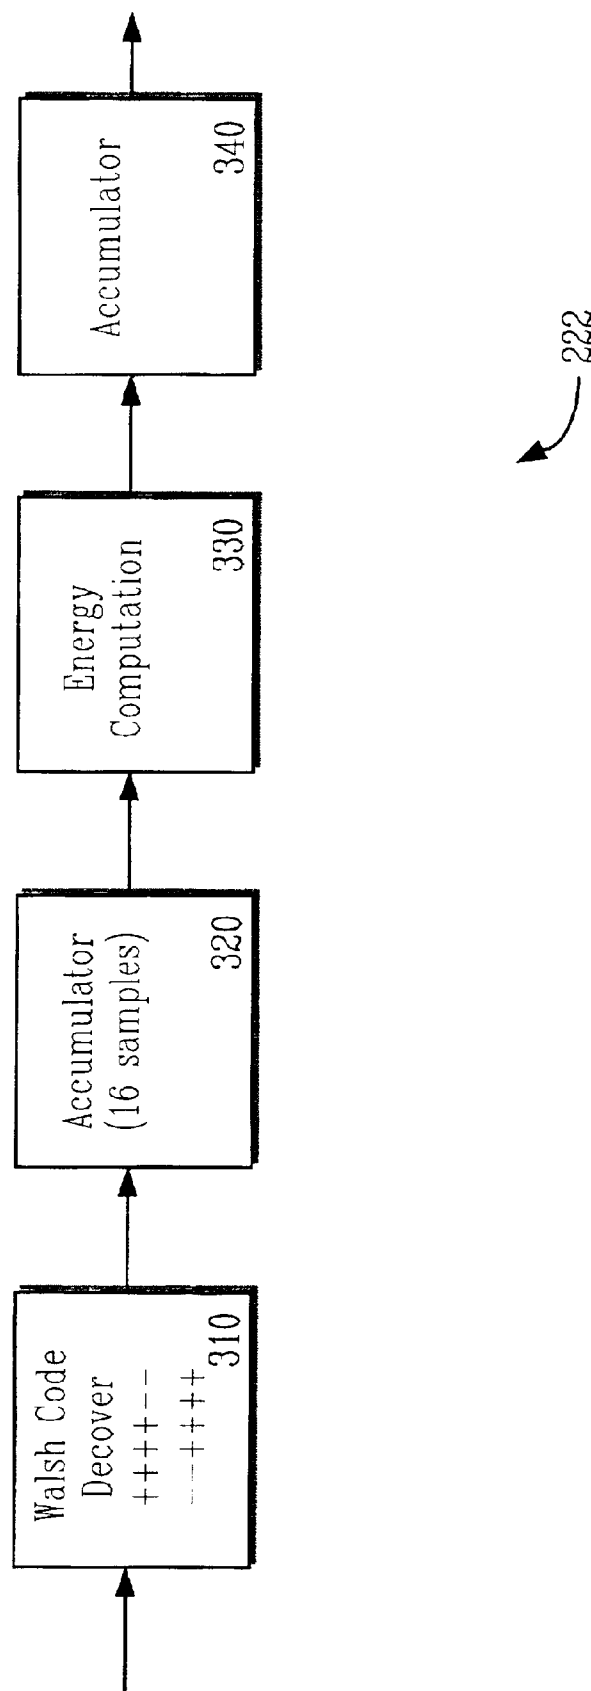 Walsh Code
Decover
++++--
--++++
310
Accumulator
(16 samples)
320
Energy
Computation
330
Accumulator
340
222